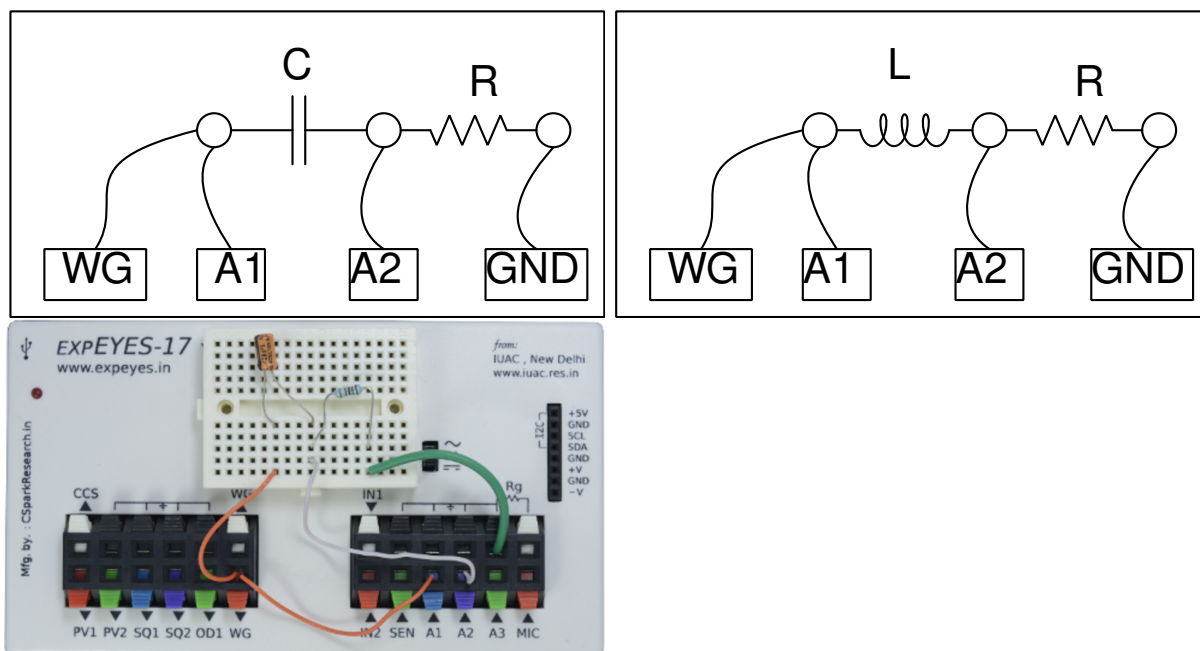 C
R
WG
A1
A2
GND
L
R
WG
A1
A2
GND
EXPEYES-17
www.expeyes.in
from:
IUAC , New Delhi
www.iuac.res.in
Mfg. by. : CSparkResearch.in
I2C
+5V
GND
SCL
SDA
GND
+V
GND
-V
CCS
WG
IN1
Rg
PV1 PV2 SQ1 SQ2 OD1 WG
IN2 SEN A1 A2 A3 MIC